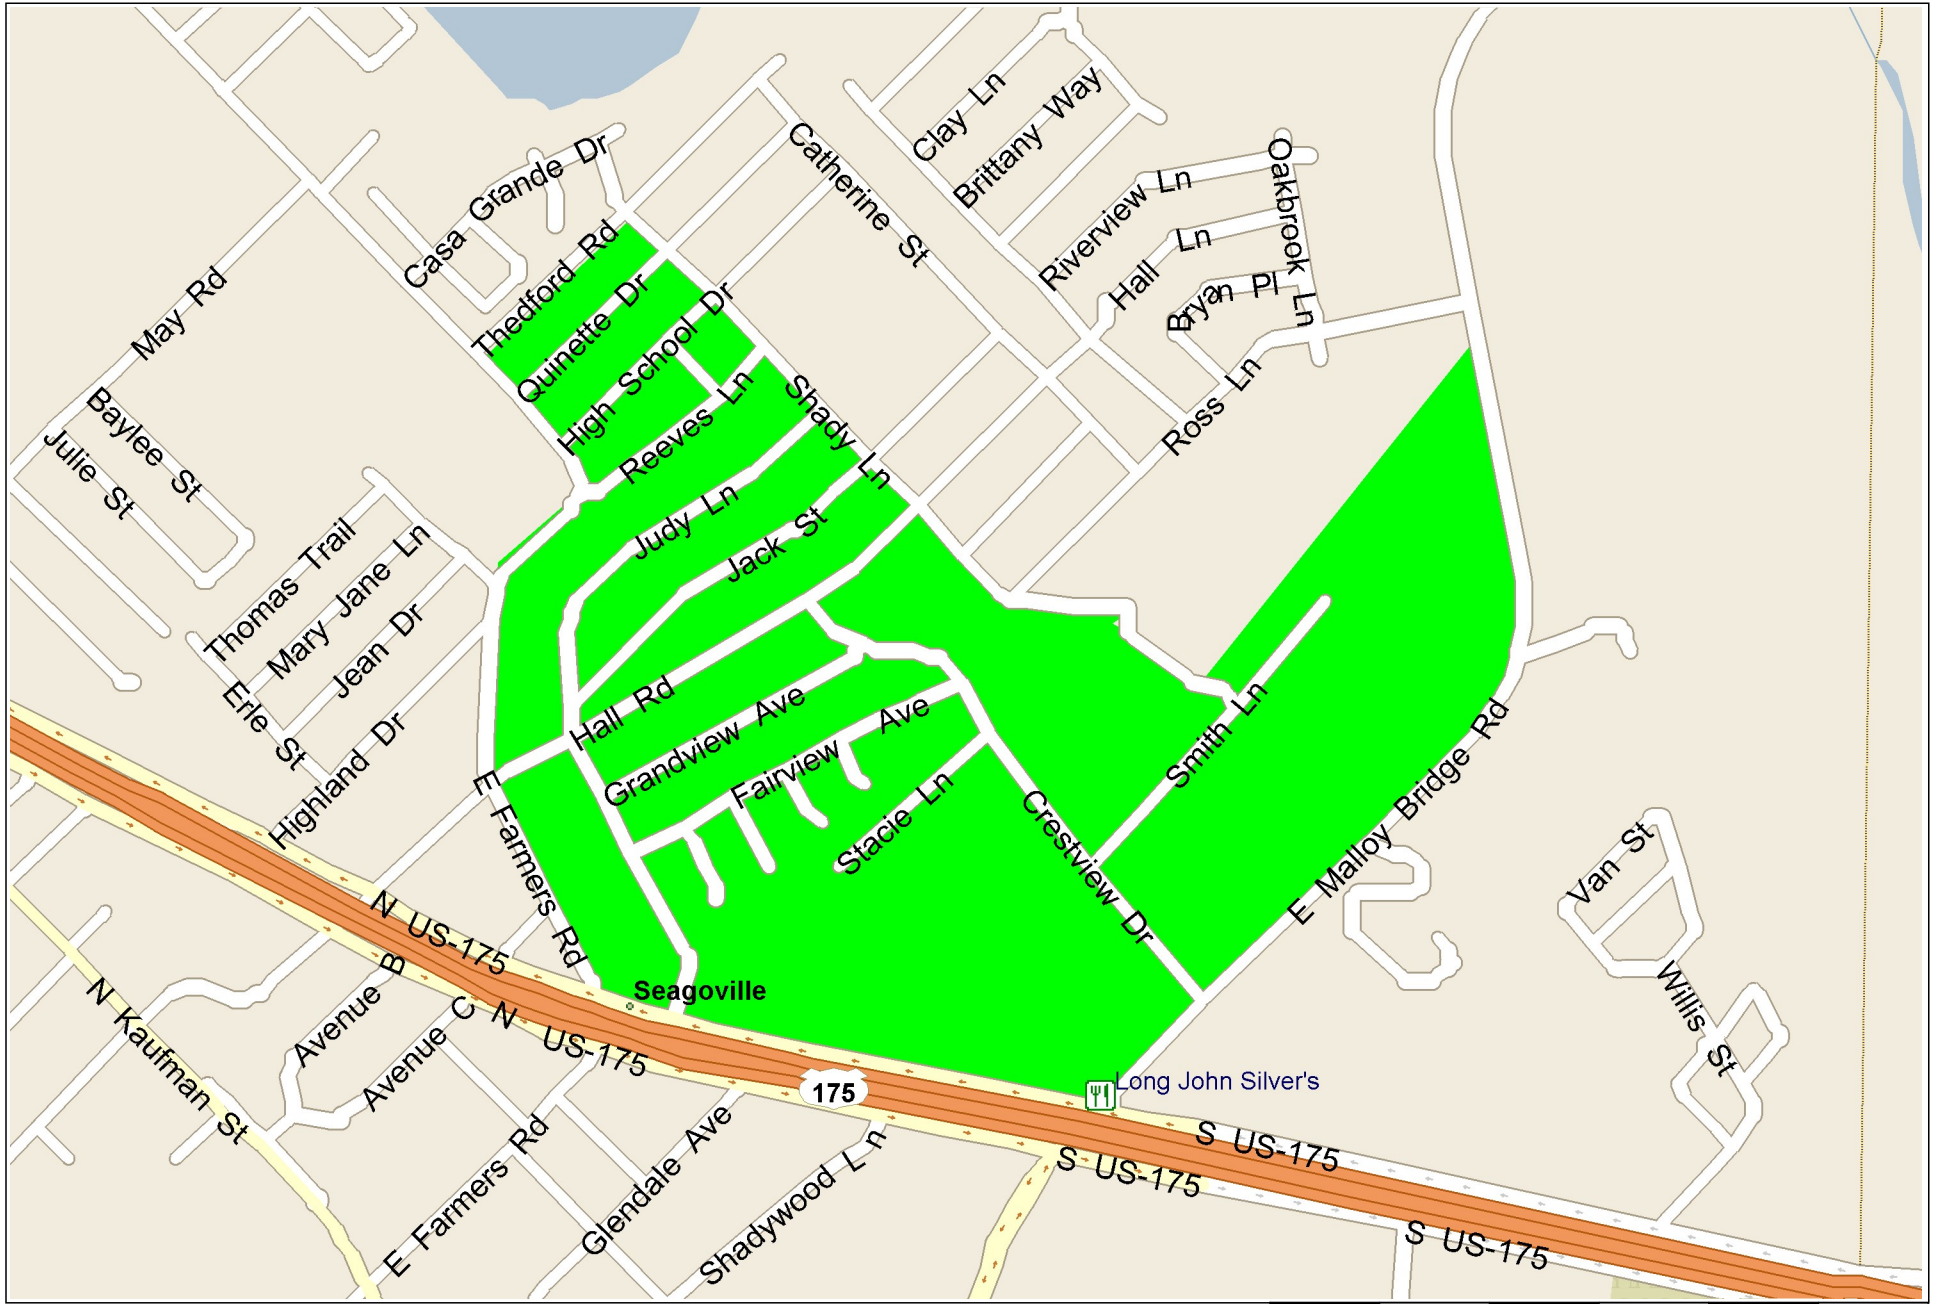 Clay Ln
Brittany Way
Catherine St
Casa Grande Dr
Riverview Ln
Oakbrook Ln
Hall Ln
Bryan Pl
Ross Ln
May Rd
Thedford Rd
Quinette Dr
High School Dr
Reeves Ln
Shady Ln
Baylee St
Julie St
Judy Ln
Jack St
Thomas Trail
Mary Jane Ln
Jean Dr
Erle St
Highland Dr
Hall Rd
Grandview Ave
Fairview Ave
Stacie Ln
Smith Ln
Crestview Dr
E Malloy Bridge Rd
E Farmers Rd
Van St
Willis St
N US-175
Seagoville
N US-175
Avenue B
Avenue C
N Kaufman St
175
Long John Silver's
S US-175
S US-175
S US-175
E Farmers Rd
Glendale Ave
Shadywood Ln